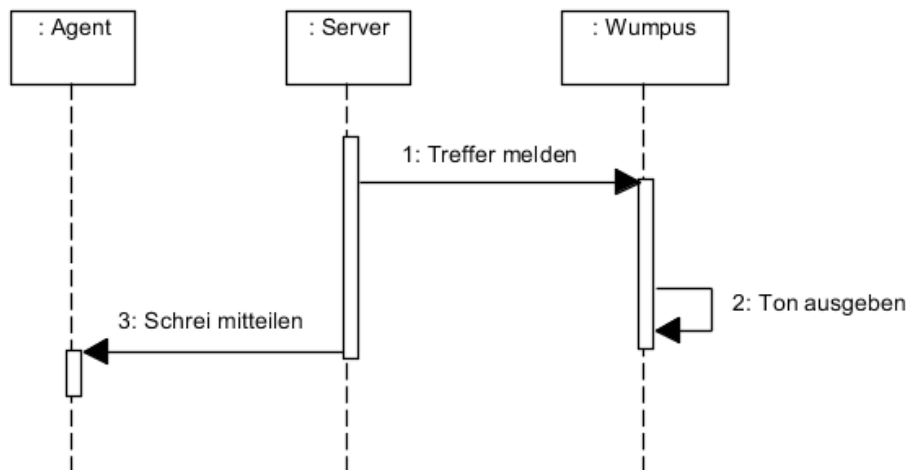 : Agent
: Server
: Wumpus
1: Treffer melden
2: Ton ausgeben
3: Schrei mitteilen